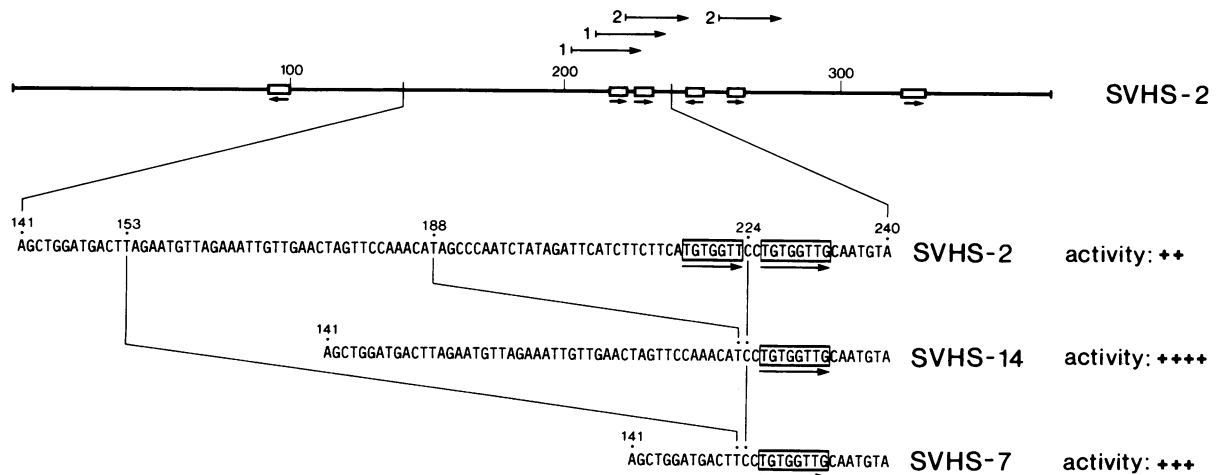 2 2
1
1
100 200 300
SVHS-2
141 153 188 224 240
AGCTGGATGACTTAGAATGTTAGAAATTGTTGAACTAGTTCCAAACATAGCCCAATCTATAGATTCATCTTCTTCATGTGGTTCCTGTGGTTGCAATGTA SVHS-2 activity: ++
141
AGCTGGATGACTTAGAATGTTAGAAATTGTTGAACTAGTTCCAAACATCCTGTGGTTGCAATGTA SVHS-14 activity: ++++
141
AGCTGGATGACTTCCTGTGGTTGCAATGTA SVHS-7 activity: +++